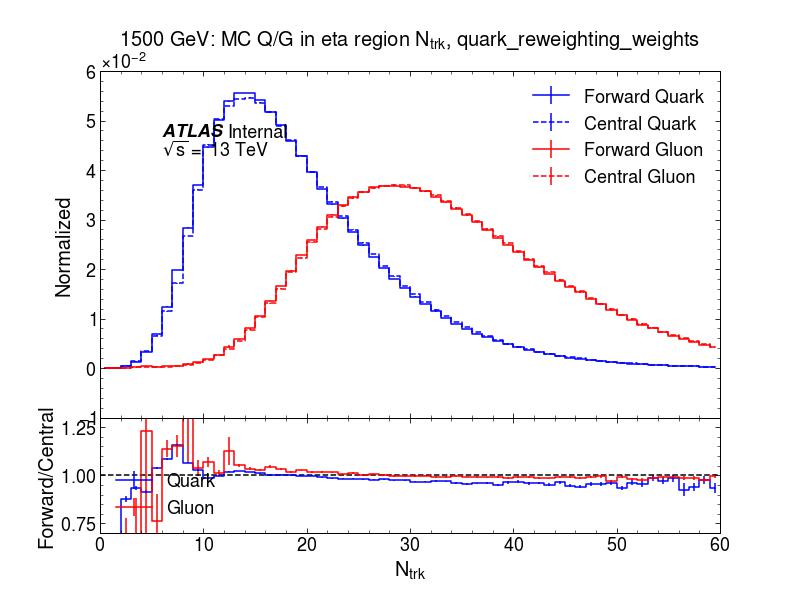 1500 GeV: MC Q/G in eta region N_trk, quark_reweighting_weights
×10⁻²
6
5
4
3
2
1
0
−1
Normalized
ATLAS Internal
√s = 13 TeV
Forward Quark
Central Quark
Forward Gluon
Central Gluon
1.25
1.00
0.75
Forward/Central
Quark
Gluon
0 10 20 30 40 50 60
N_trk